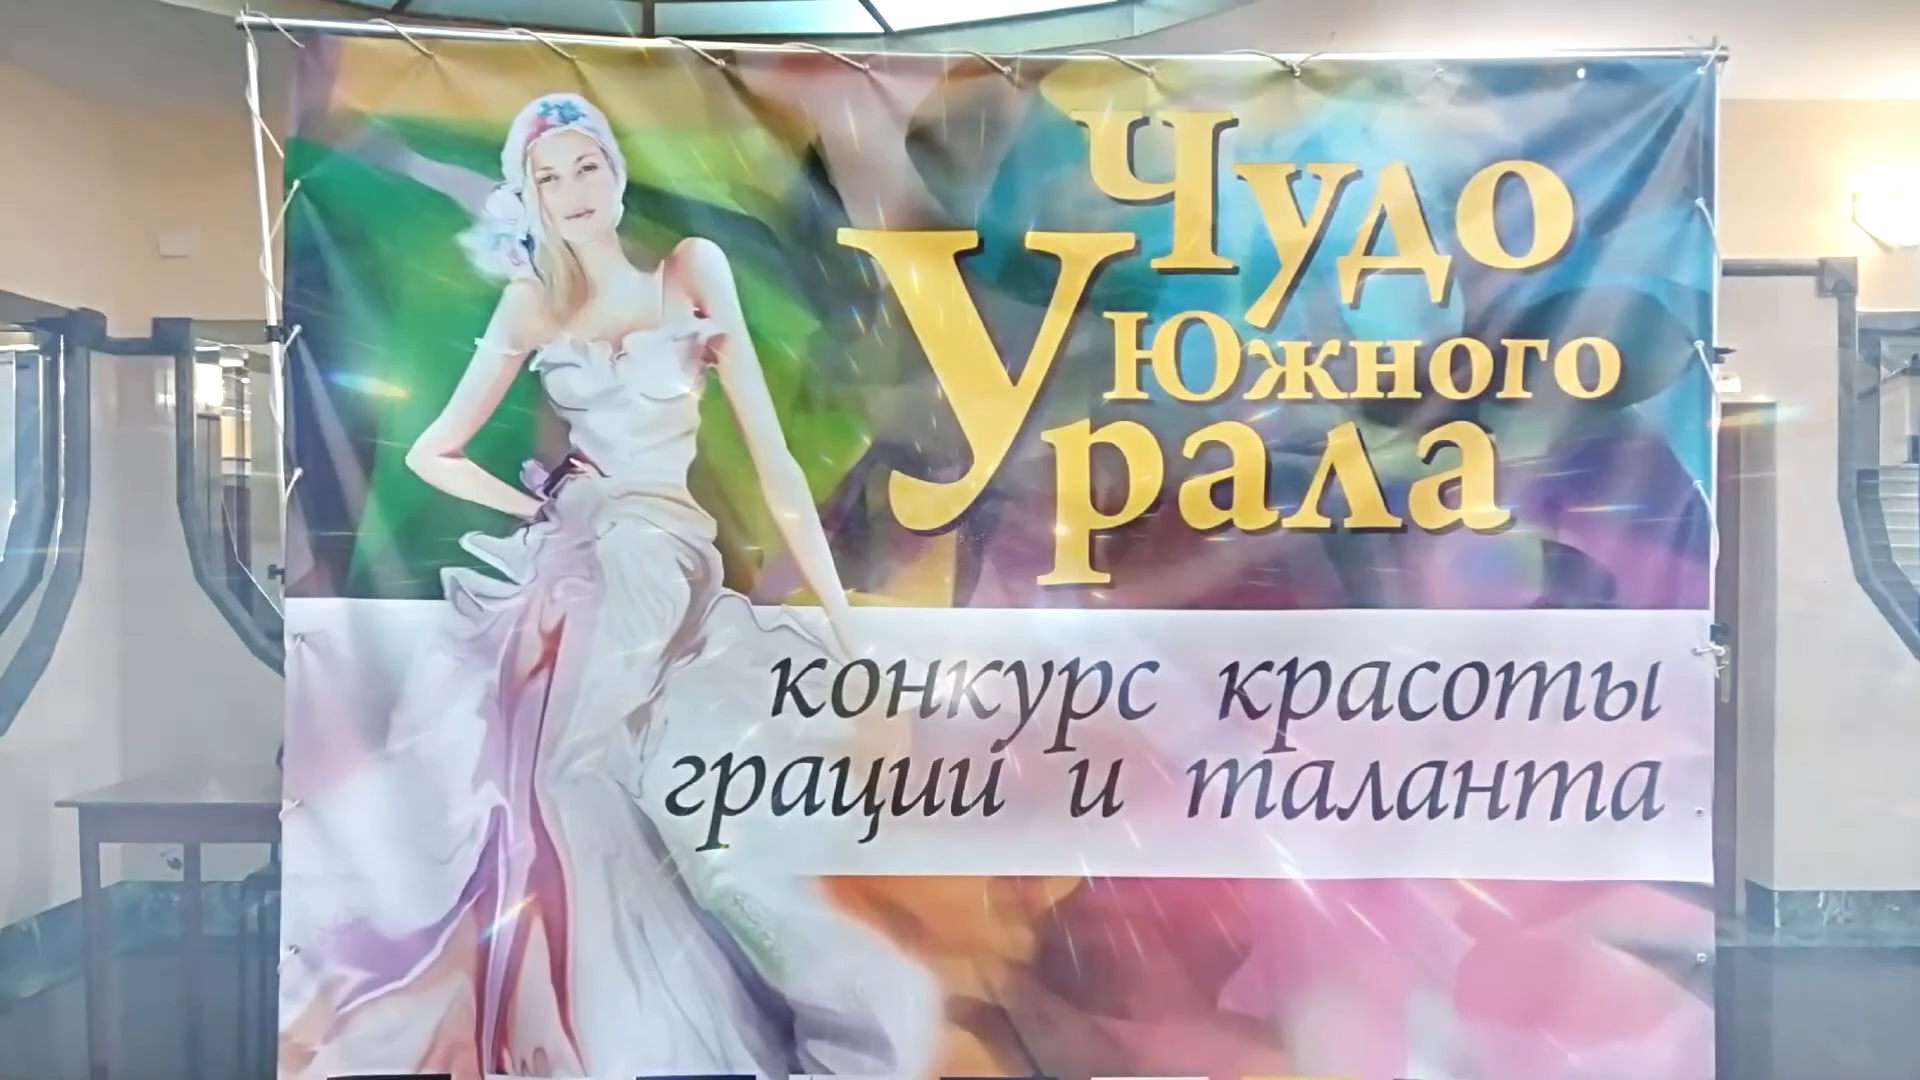 Чудо
Южного
Урала
конкурс красоты
грации и таланта